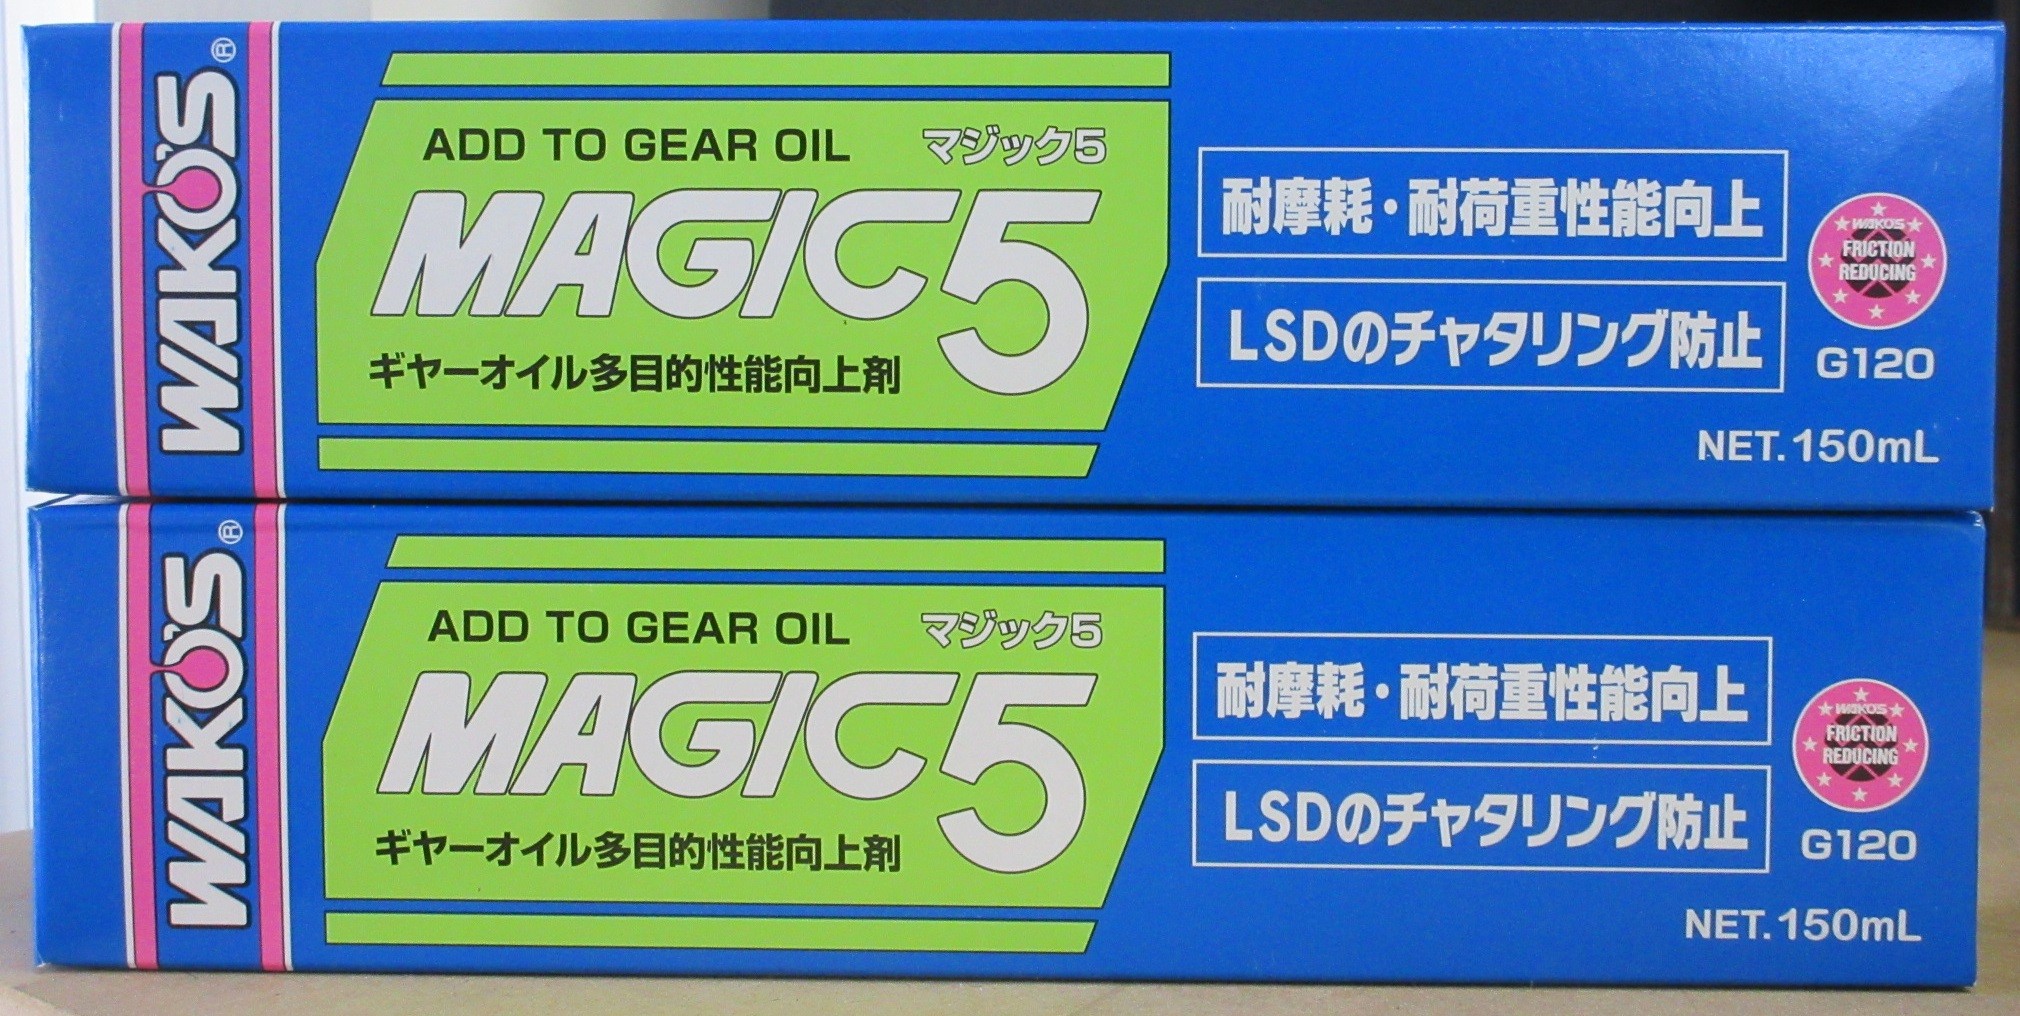 WAKO'S®
ADD TO GEAR OIL マジック5
MAGIC5
ギヤーオイル多目的性能向上剤
耐摩耗・耐荷重性能向上
LSDのチャタリング防止
WAKO'S
FRICTION
REDUCING
G120
NET. 150mL
WAKO'S®
ADD TO GEAR OIL マジック5
MAGIC5
ギヤーオイル多目的性能向上剤
耐摩耗・耐荷重性能向上
LSDのチャタリング防止
WAKO'S
FRICTION
REDUCING
G120
NET. 150mL